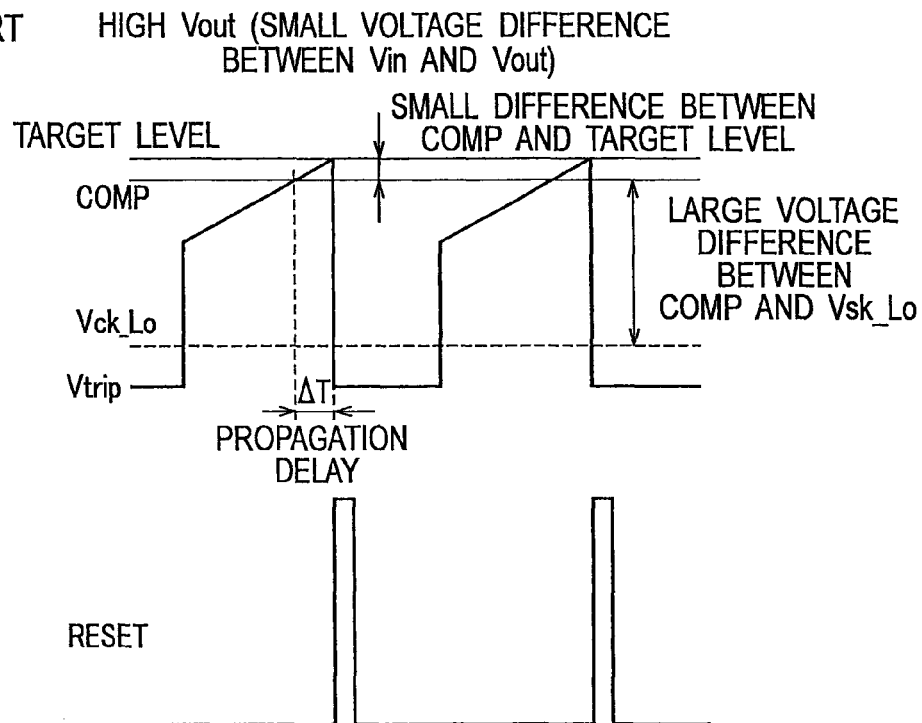 RT
HIGH Vout (SMALL VOLTAGE DIFFERENCE
BETWEEN Vin AND Vout)
TARGET LEVEL
SMALL DIFFERENCE BETWEEN
COMP AND TARGET LEVEL
COMP
LARGE VOLTAGE
DIFFERENCE
BETWEEN
COMP AND Vsk_Lo
Vck_Lo
Vtrip
ΔT
PROPAGATION
DELAY
RESET